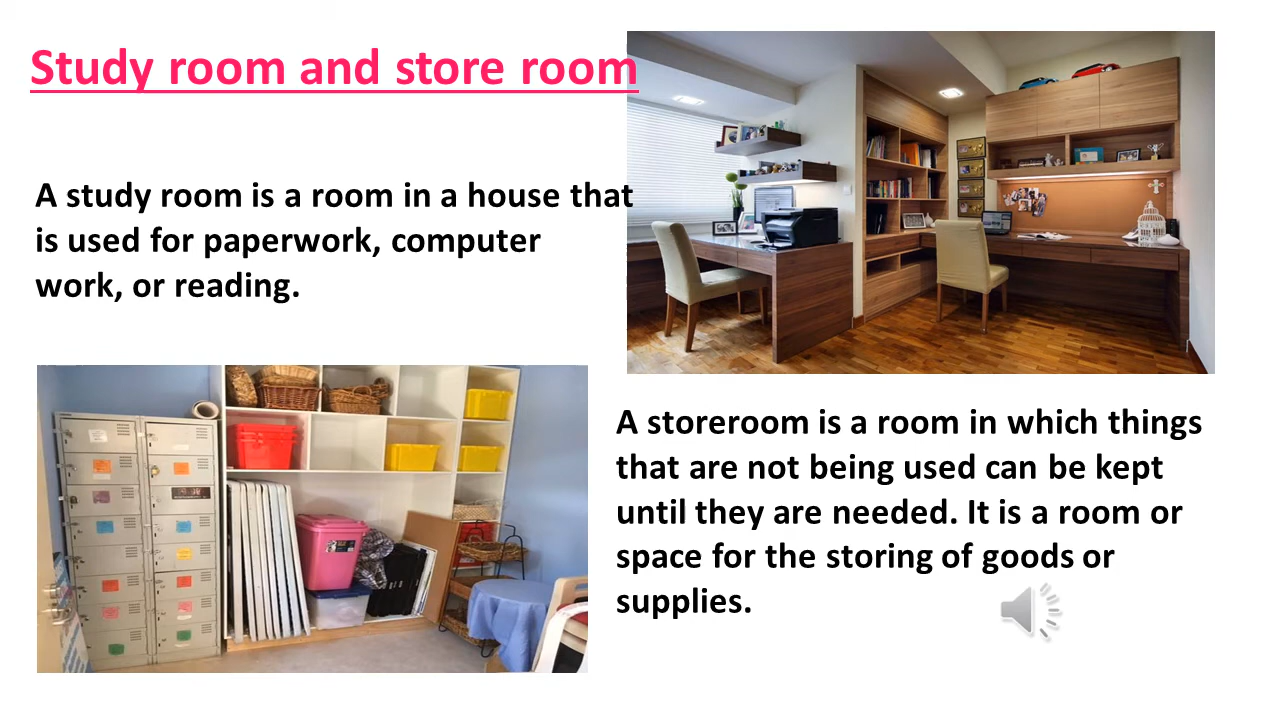 Study room and store room
A study room is a room in a house that
is used for paperwork, computer
work, or reading.
A storeroom is a room in which things
that are not being used can be kept
until they are needed. It is a room or
space for the storing of goods or
supplies.